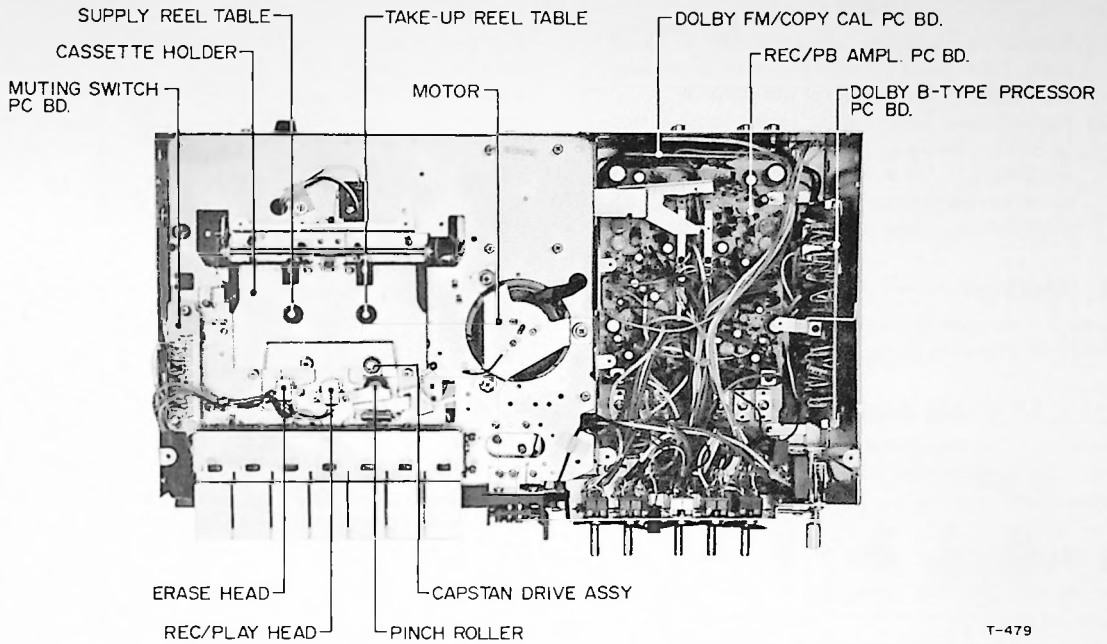 SUPPLY REEL TABLE
TAKE-UP REEL TABLE
DOLBY FM/COPY CAL PC BD.
CASSETTE HOLDER
REC/PB AMPL. PC BD.
MUTING SWITCH
PC BD.
MOTOR
DOLBY B-TYPE PRCESSOR
PC BD.
ERASE HEAD
CAPSTAN DRIVE ASSY
REC/PLAY HEAD
PINCH ROLLER
T-479